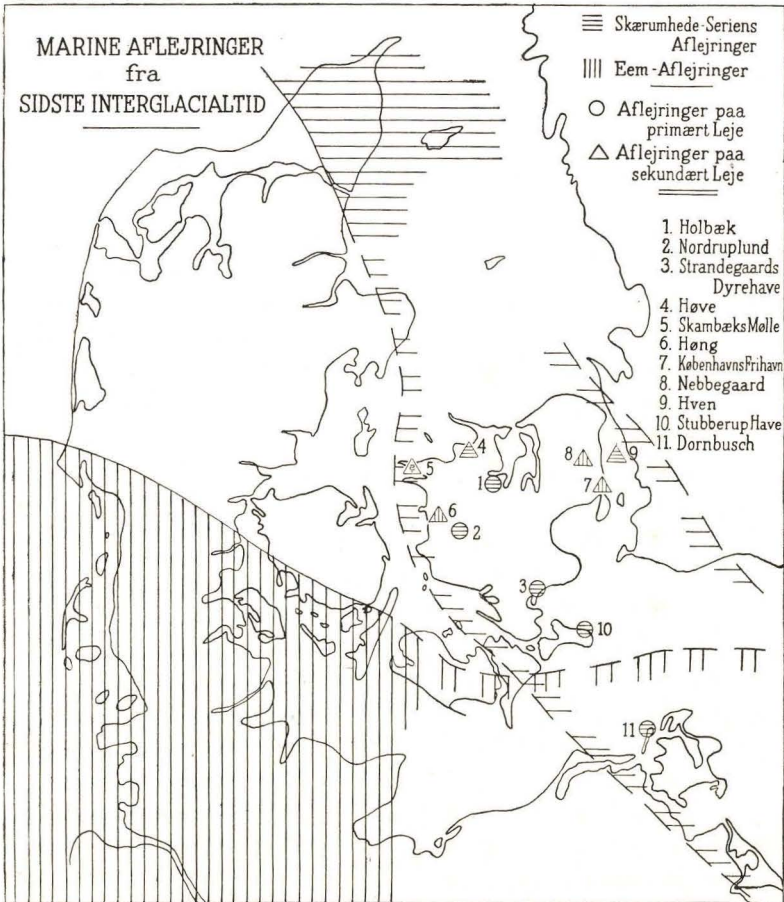 MARINE AFLEJRINGER
fra
SIDSTE INTERGLACIALTID
Skærumhede-Seriens
Aflejringer
Eem-Aflejringer
Aflejringer paa
primært Leje
Aflejringer paa
sekundært Leje
1. Holbæk
2. Nordruplund
3. Strandegaards
Dyrehave
4. Høve
5. Skambæks Mølle
6. Høng
7. Københavns Frihavn
8. Nebbegaard
9. Hven
10. Stubberup Have
11. Dornbusch
4
5
1
8
9
7
6
2
3
10
11